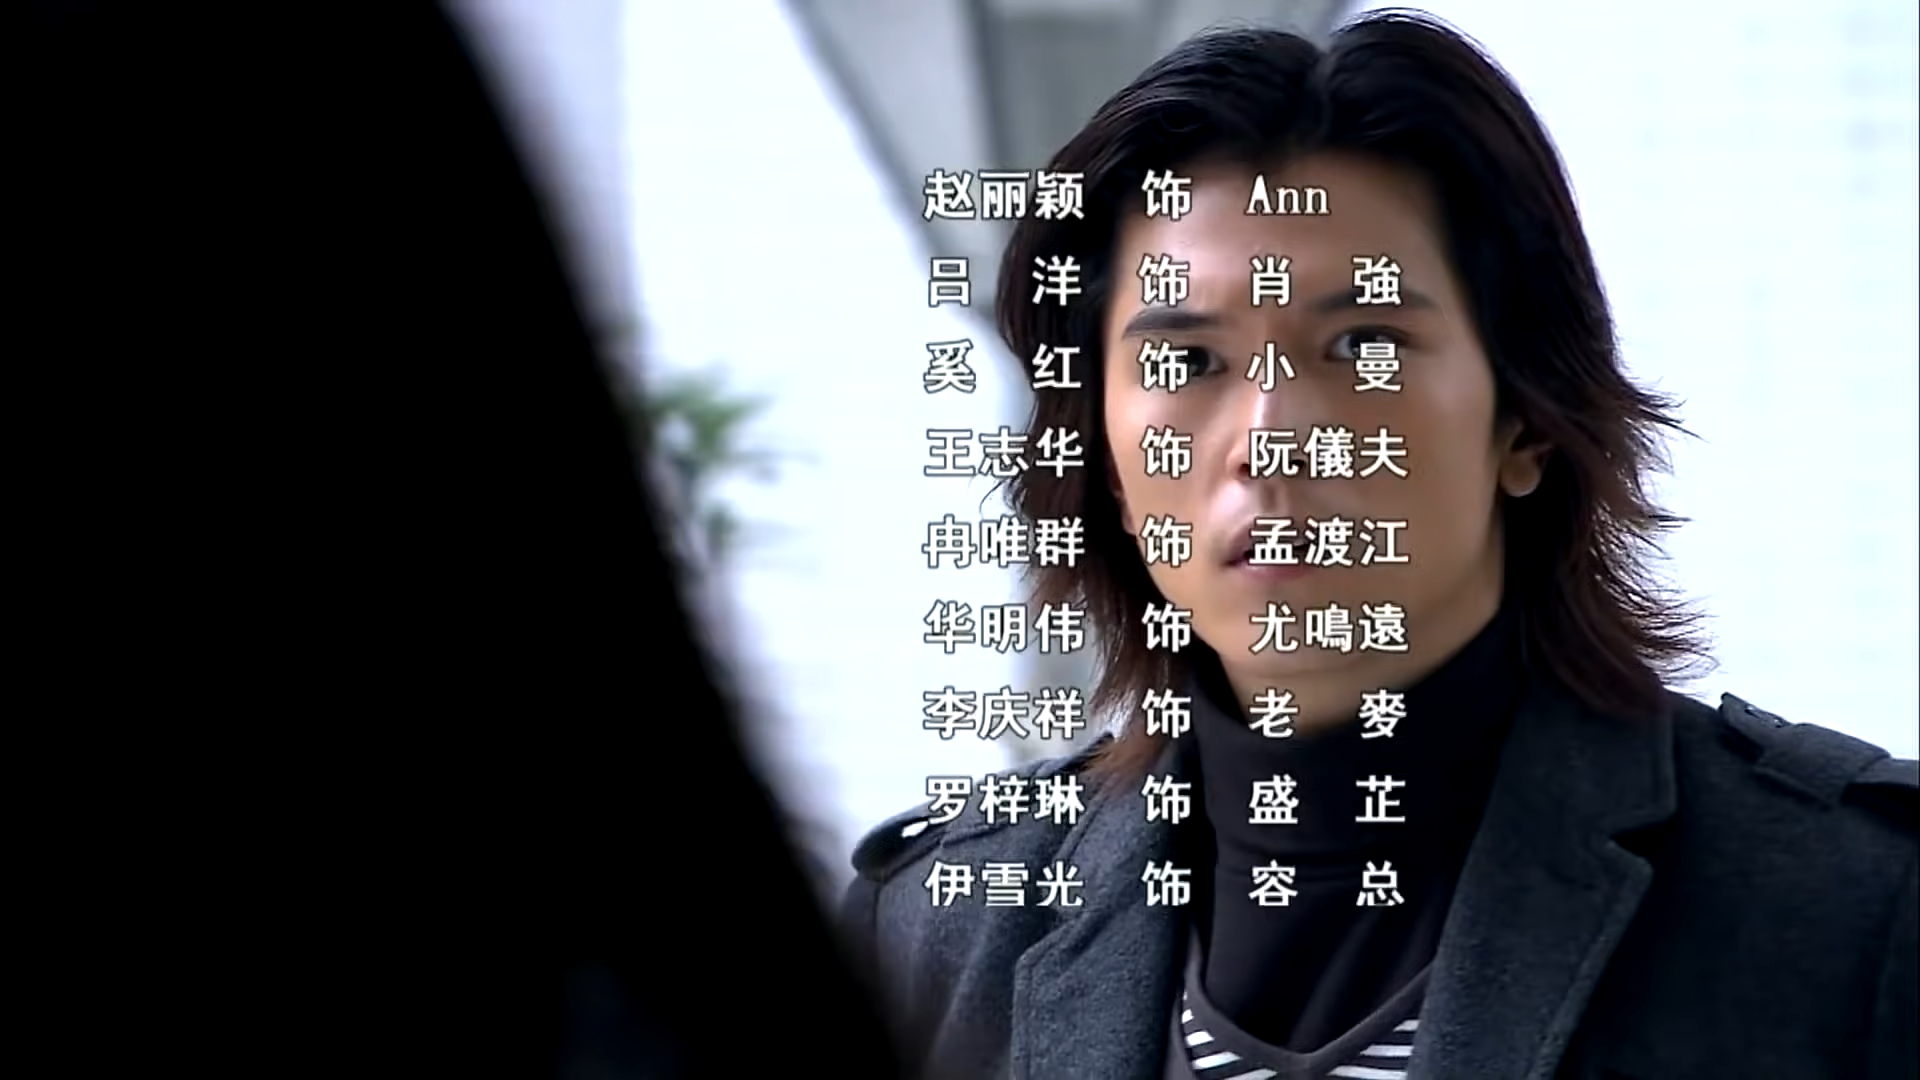 赵丽颖 饰 Ann
吕洋 饰 肖強
奚红 饰 小曼
王志华 饰 阮儀夫
冉唯群 饰 孟渡江
华明伟 饰 尤鳴遠
李庆祥 饰 老麥
罗梓琳 饰 盛芷
伊雪光 饰 容总